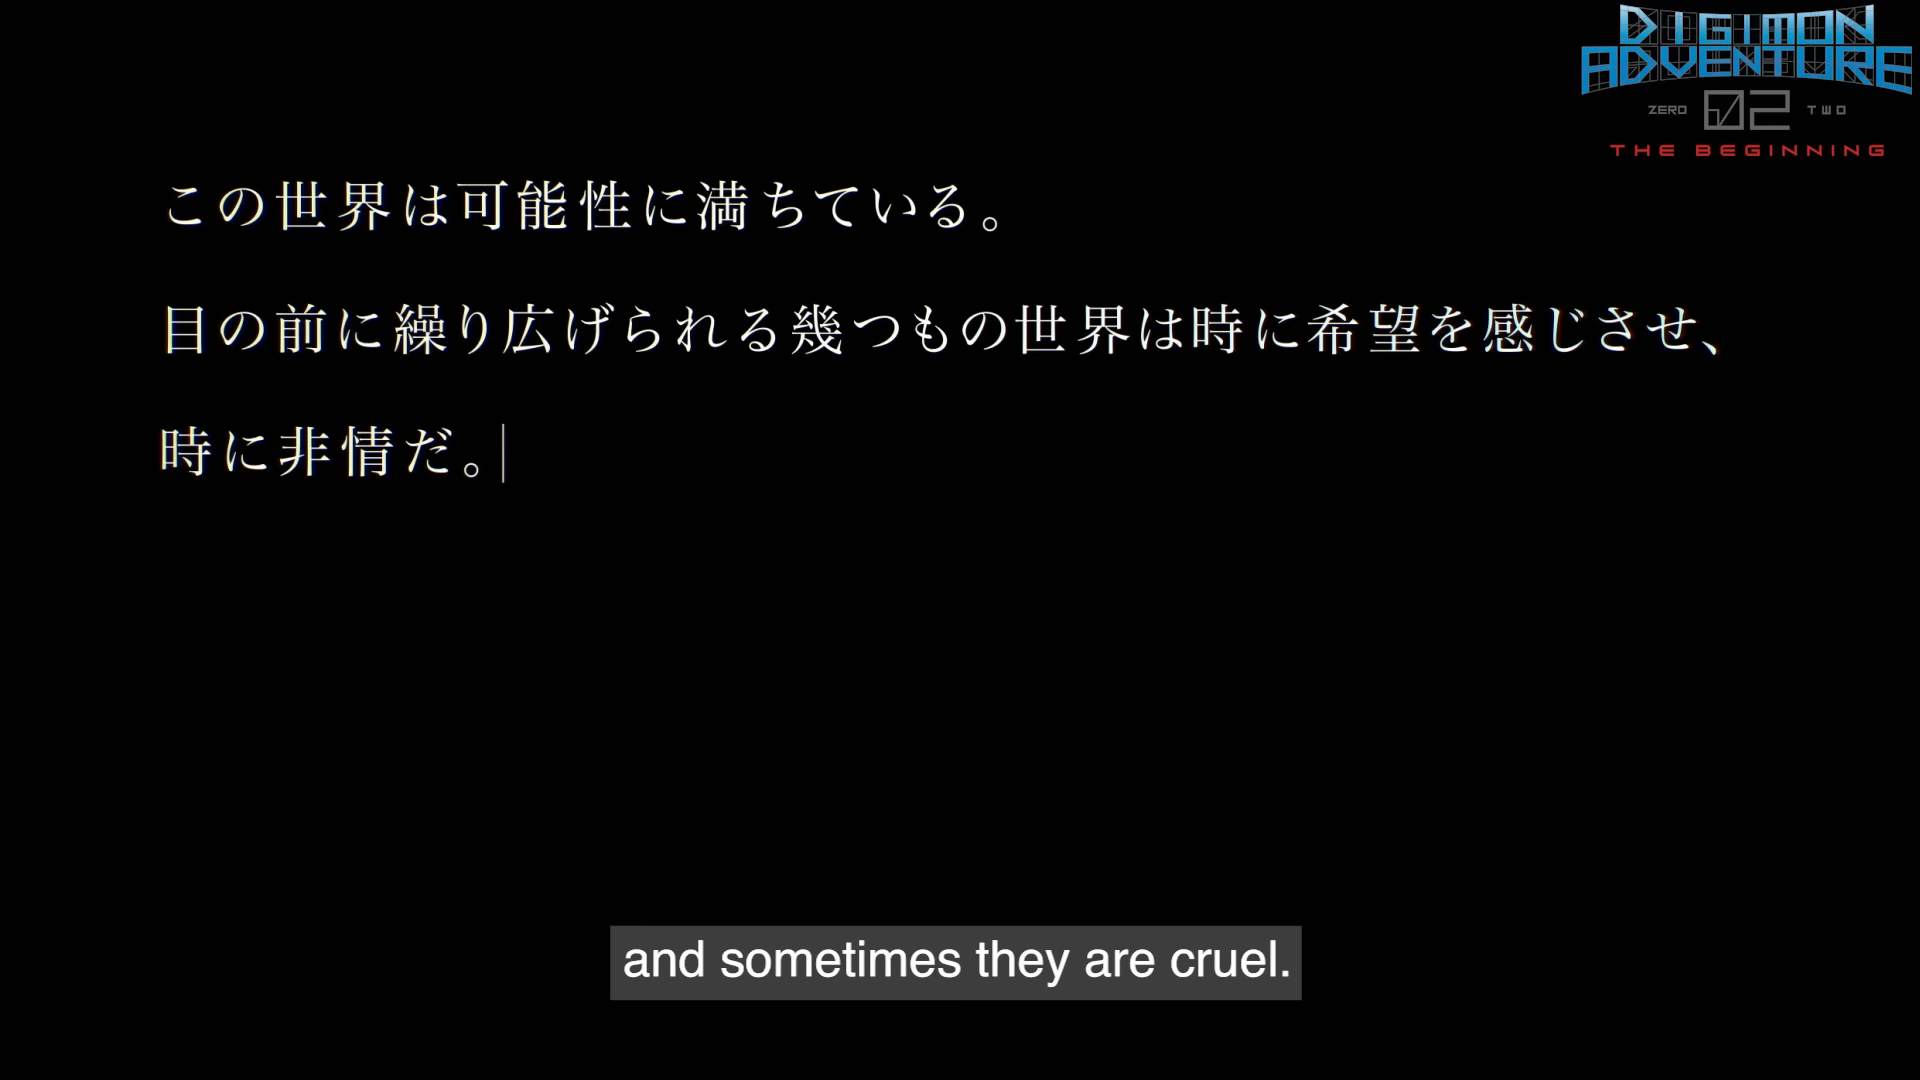 DIGIMON
ADVENTURE
ZERO 02 TWO
THE BEGINNING
この世界は可能性に満ちている。
目の前に繰り広げられる幾つもの世界は時に希望を感じさせ、
時に非情だ。
and sometimes they are cruel.